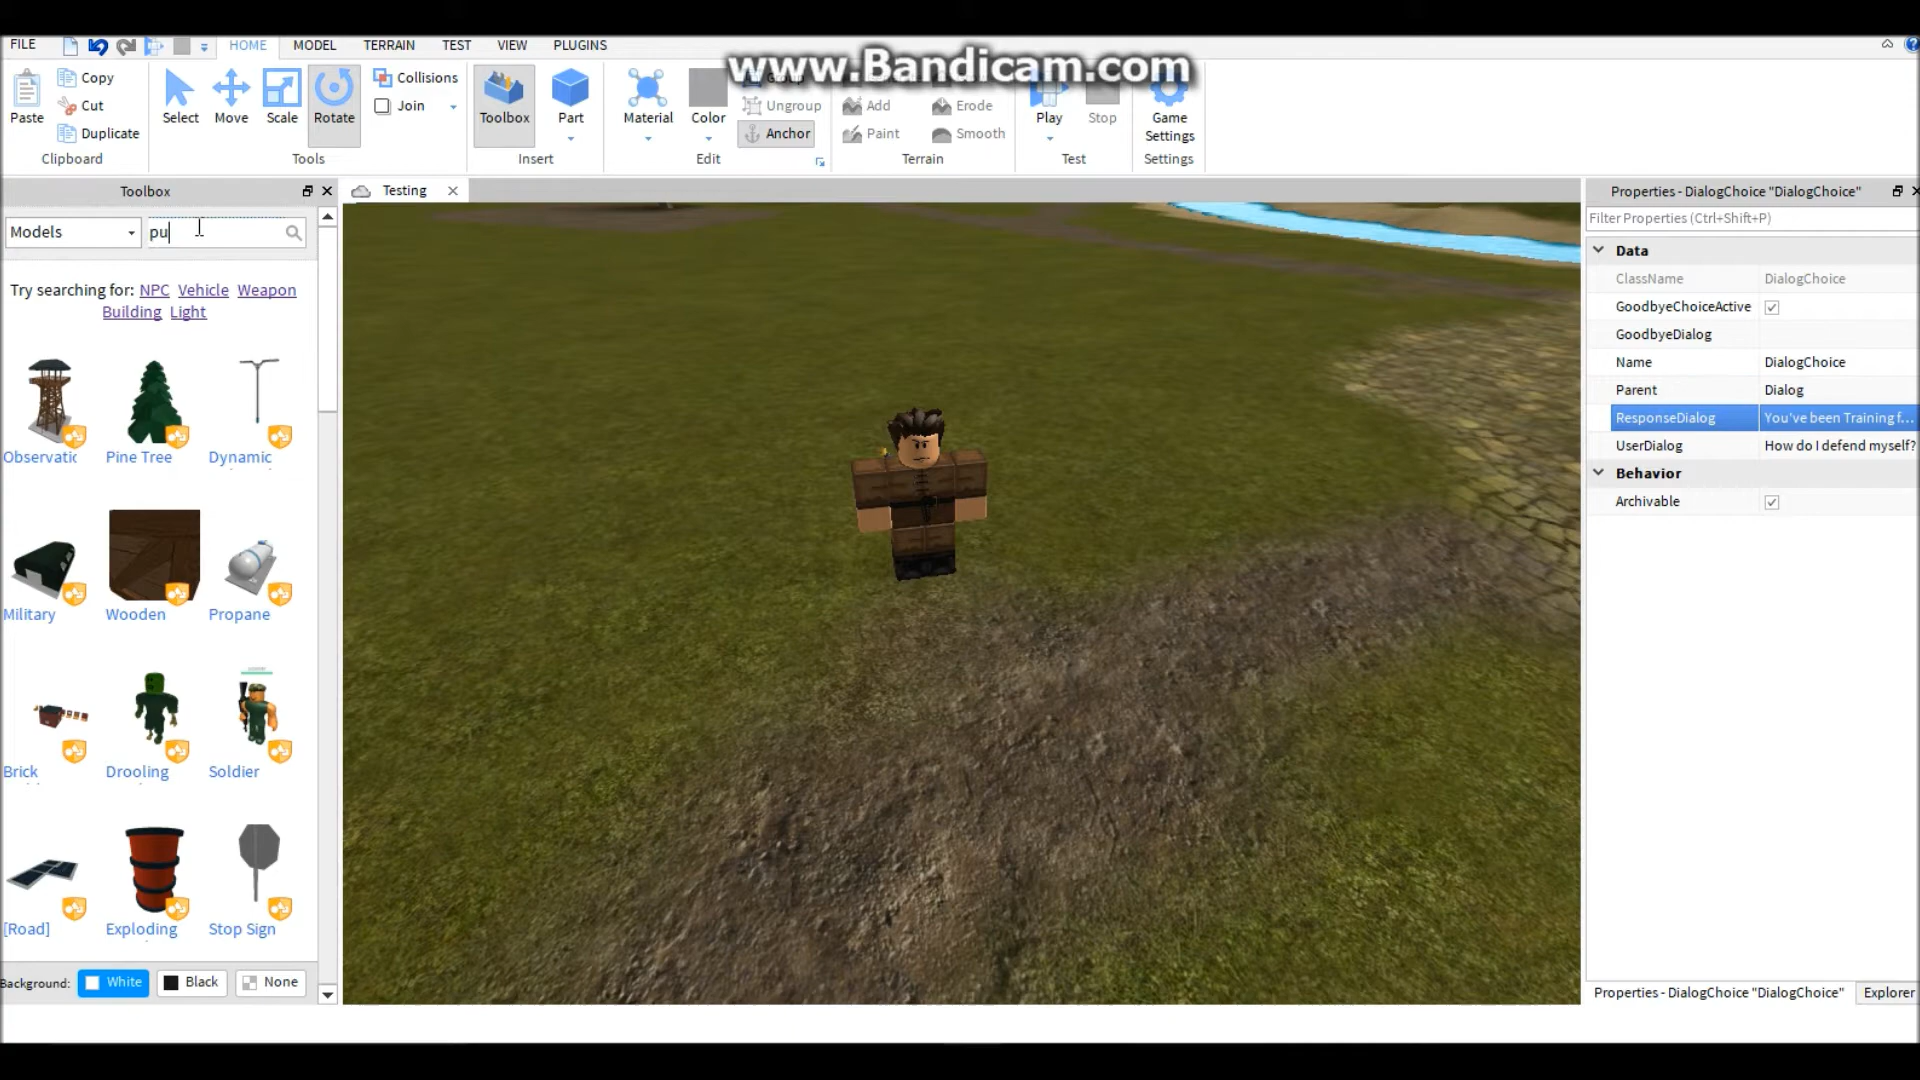 www.Bandicam.com
FILE HOME MODEL TERRAIN TEST VIEW PLUGINS
Paste
Copy
Cut
Duplicate
Clipboard
Select Move Scale Rotate
Tools
Collisions
Join
Toolbox Part
Insert
Material Color
Group
Ungroup
Anchor
Edit
Add Erode
Paint Smooth
Terrain
Play Stop
Test
Game Settings
Settings
Toolbox
Models
pu
Try searching for: NPC Vehicle Weapon
Building Light
Observatic Pine Tree Dynamic
Military Wooden Propane
Brick Drooling Soldier
[Road] Exploding Stop Sign
Background: White Black None
Testing
Properties - DialogChoice "DialogChoice"
Filter Properties (Ctrl+Shift+P)
Data
ClassName DialogChoice
GoodbyeChoiceActive
GoodbyeDialog
Name DialogChoice
Parent Dialog
ResponseDialog You've been Training f...
UserDialog How do I defend myself?
Behavior
Archivable
Properties - DialogChoice "DialogChoice" Explorer